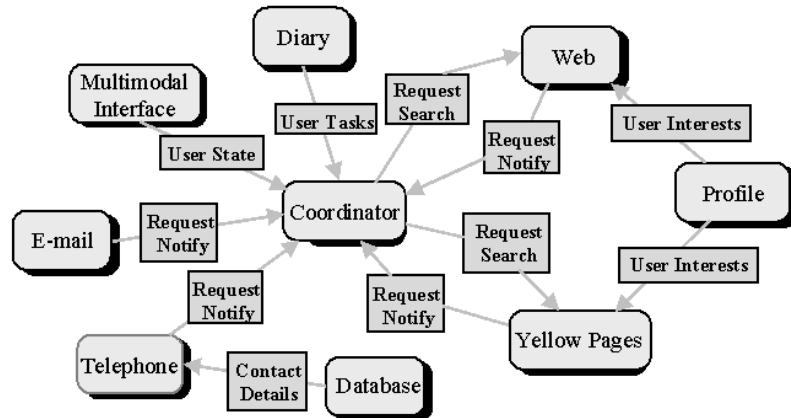 Diary
Web
Multimodal
Interface
Request
Search
User Tasks
User Interests
User State
Request
Notify
Profile
Coordinator
E-mail
Request
Notify
Request
Search
User Interests
Request
Notify
Request
Notify
Yellow Pages
Telephone
Contact
Details
Database